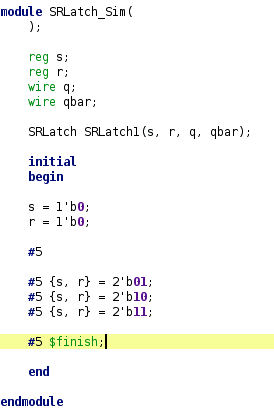 module SRLatch_Sim(
);
reg s;
reg r;
wire q;
wire qbar;
SRLatch SRLatch1(s, r, q, qbar);
initial
begin
s = 1'b0;
r = 1'b0;
#5
#5 {s, r} = 2'b01;
#5 {s, r} = 2'b10;
#5 {s, r} = 2'b11;
#5 $finish;
end
endmodule